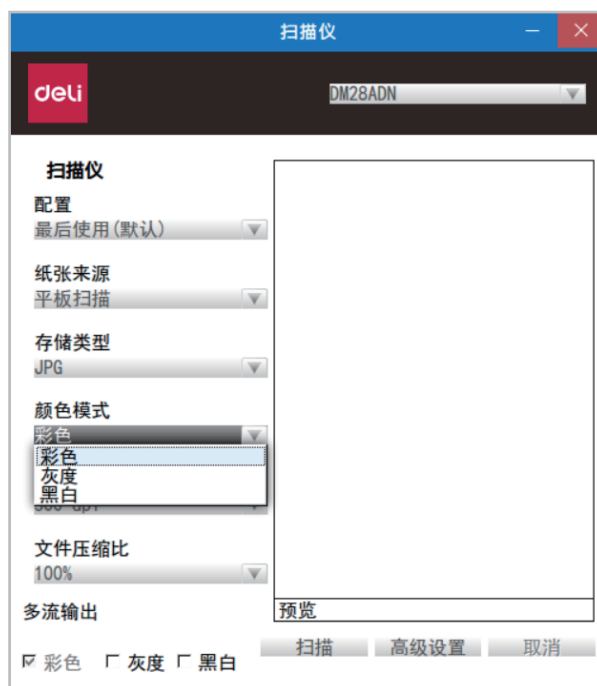 扫描仪
deli
DM28ADN
扫描仪
配置
最后使用(默认)
纸张来源
平板扫描
存储类型
JPG
颜色模式
彩色
彩色
灰度
黑白
文件压缩比
100%
多流输出
彩色 灰度 黑白
预览
扫描 高级设置 取消